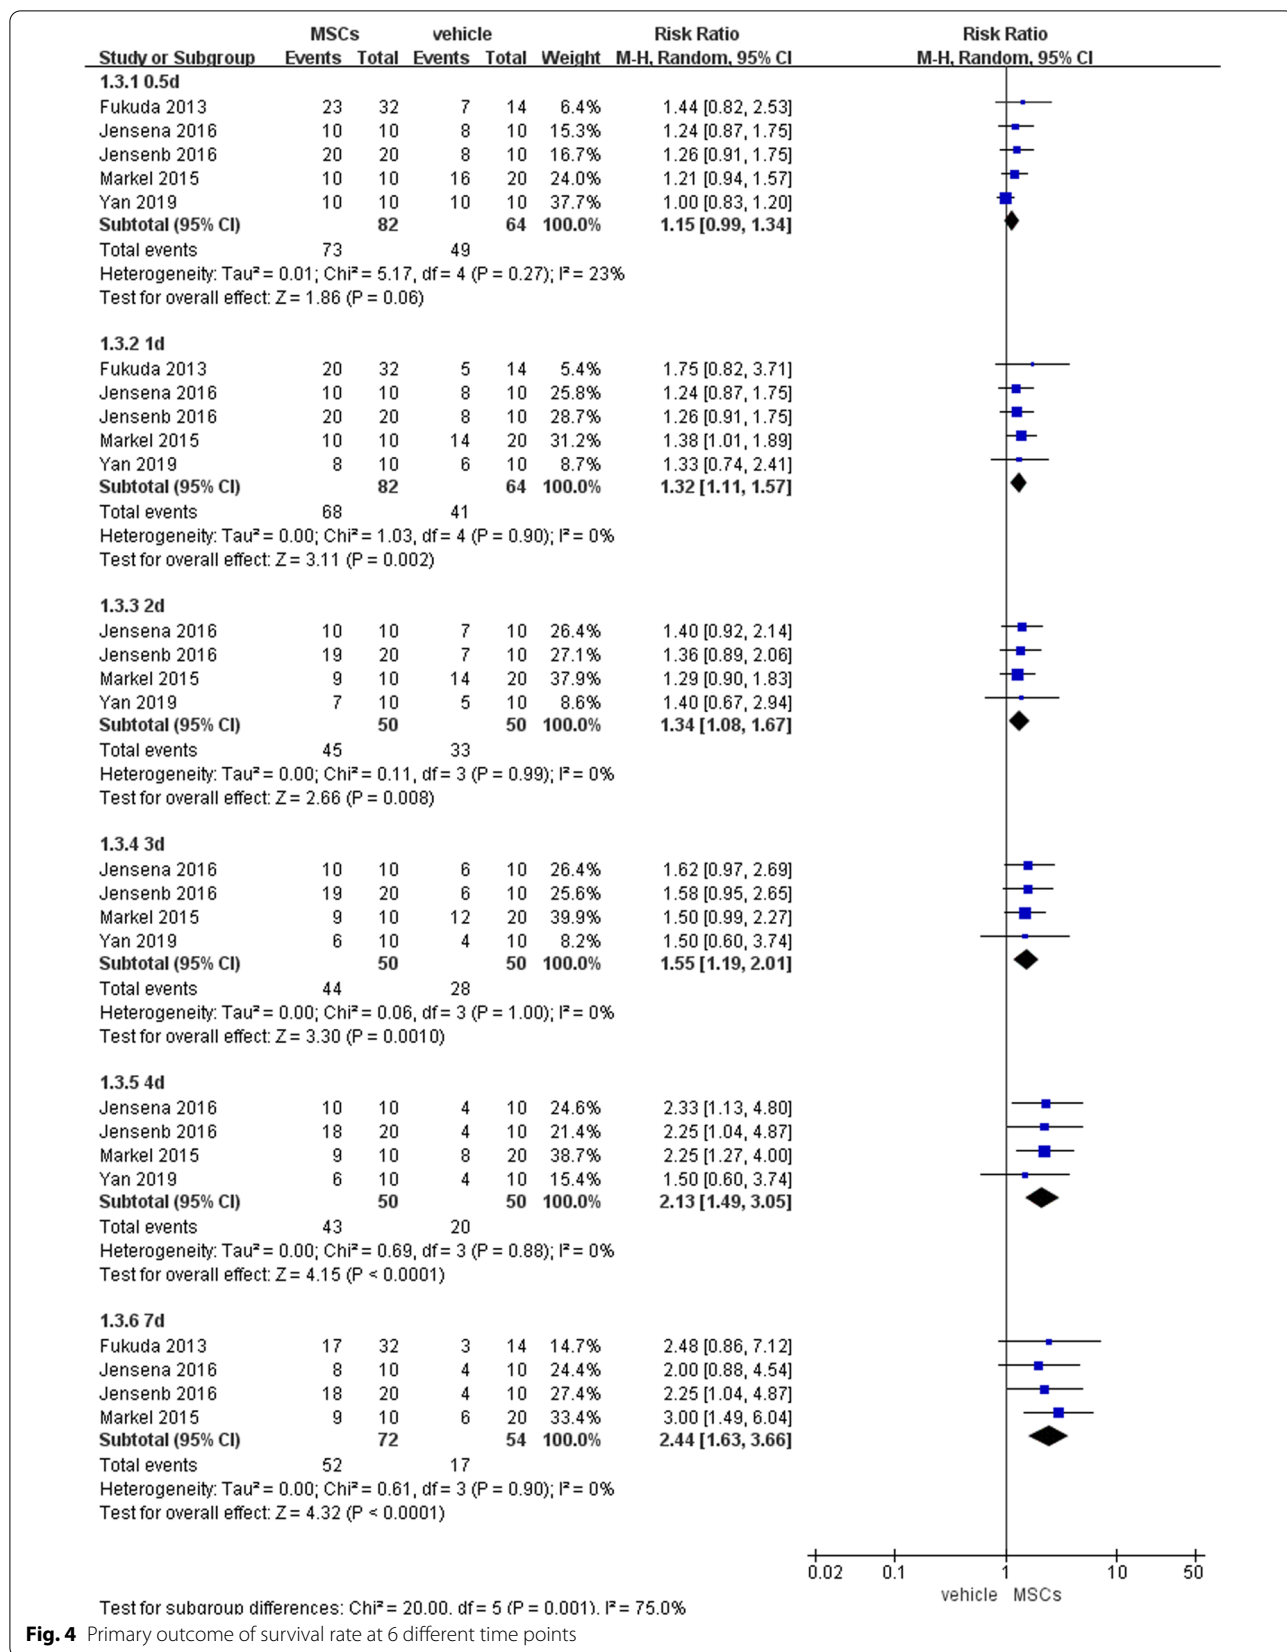 MSCs vehicle Risk Ratio Risk Ratio
Study or Subgroup Events Total Events Total Weight M-H, Random, 95% CI M-H, Random, 95% CI
1.3.1 0.5d
Fukuda 2013 23 32 7 14 6.4% 1.44 [0.82, 2.53]
Jensena 2016 10 10 8 10 15.3% 1.24 [0.87, 1.75]
Jensenb 2016 20 20 8 10 16.7% 1.26 [0.91, 1.75]
Markel 2015 10 10 16 20 24.0% 1.21 [0.94, 1.57]
Yan 2019 10 10 10 10 37.7% 1.00 [0.83, 1.20]
Subtotal (95% CI) 82 64 100.0% 1.15 [0.99, 1.34]
Total events 73 49
Heterogeneity: Tau² = 0.01; Chi² = 5.17, df = 4 (P = 0.27); I² = 23%
Test for overall effect: Z = 1.86 (P = 0.06)
1.3.2 1d
Fukuda 2013 20 32 5 14 5.4% 1.75 [0.82, 3.71]
Jensena 2016 10 10 8 10 25.8% 1.24 [0.87, 1.75]
Jensenb 2016 20 20 8 10 28.7% 1.26 [0.91, 1.75]
Markel 2015 10 10 14 20 31.2% 1.38 [1.01, 1.89]
Yan 2019 8 10 6 10 8.7% 1.33 [0.74, 2.41]
Subtotal (95% CI) 82 64 100.0% 1.32 [1.11, 1.57]
Total events 68 41
Heterogeneity: Tau² = 0.00; Chi² = 1.03, df = 4 (P = 0.90); I² = 0%
Test for overall effect: Z = 3.11 (P = 0.002)
1.3.3 2d
Jensena 2016 10 10 7 10 26.4% 1.40 [0.92, 2.14]
Jensenb 2016 19 20 7 10 27.1% 1.36 [0.89, 2.06]
Markel 2015 9 10 14 20 37.9% 1.29 [0.90, 1.83]
Yan 2019 7 10 5 10 8.6% 1.40 [0.67, 2.94]
Subtotal (95% CI) 50 50 100.0% 1.34 [1.08, 1.67]
Total events 45 33
Heterogeneity: Tau² = 0.00; Chi² = 0.11, df = 3 (P = 0.99); I² = 0%
Test for overall effect: Z = 2.66 (P = 0.008)
1.3.4 3d
Jensena 2016 10 10 6 10 26.4% 1.62 [0.97, 2.69]
Jensenb 2016 19 20 6 10 25.6% 1.58 [0.95, 2.65]
Markel 2015 9 10 12 20 39.9% 1.50 [0.99, 2.27]
Yan 2019 6 10 4 10 8.2% 1.50 [0.60, 3.74]
Subtotal (95% CI) 50 50 100.0% 1.55 [1.19, 2.01]
Total events 44 28
Heterogeneity: Tau² = 0.00; Chi² = 0.06, df = 3 (P = 1.00); I² = 0%
Test for overall effect: Z = 3.30 (P = 0.0010)
1.3.5 4d
Jensena 2016 10 10 4 10 24.6% 2.33 [1.13, 4.80]
Jensenb 2016 18 20 4 10 21.4% 2.25 [1.04, 4.87]
Markel 2015 9 10 8 20 38.7% 2.25 [1.27, 4.00]
Yan 2019 6 10 4 10 15.4% 1.50 [0.60, 3.74]
Subtotal (95% CI) 50 50 100.0% 2.13 [1.49, 3.05]
Total events 43 20
Heterogeneity: Tau² = 0.00; Chi² = 0.69, df = 3 (P = 0.88); I² = 0%
Test for overall effect: Z = 4.15 (P < 0.0001)
1.3.6 7d
Fukuda 2013 17 32 3 14 14.7% 2.48 [0.86, 7.12]
Jensena 2016 8 10 4 10 24.4% 2.00 [0.88, 4.54]
Jensenb 2016 18 20 4 10 27.4% 2.25 [1.04, 4.87]
Markel 2015 9 10 6 20 33.4% 3.00 [1.49, 6.04]
Subtotal (95% CI) 72 54 100.0% 2.44 [1.63, 3.66]
Total events 52 17
Heterogeneity: Tau² = 0.00; Chi² = 0.61, df = 3 (P = 0.90); I² = 0%
Test for overall effect: Z = 4.32 (P < 0.0001)
0.02 0.1 1 10 50
vehicle MSCs
Test for subgroup differences: Chi² = 20.00. df = 5 (P = 0.001). I² = 75.0%
Fig. 4 Primary outcome of survival rate at 6 different time points